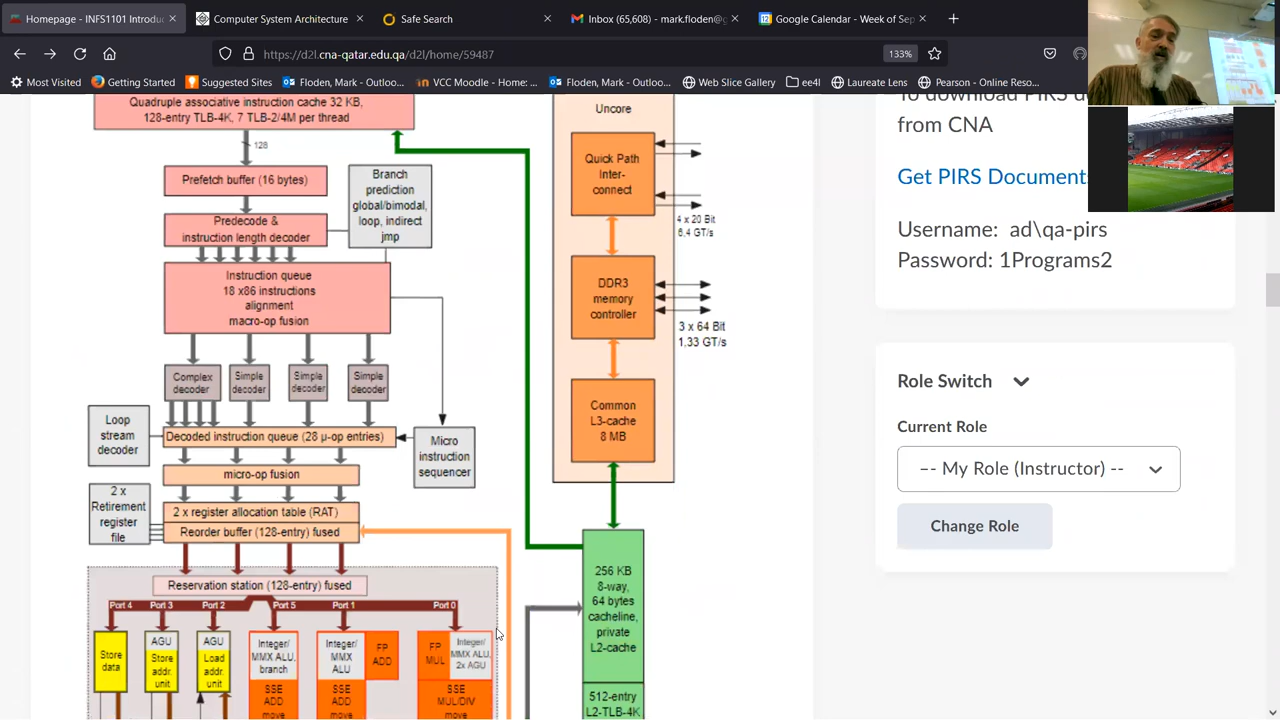 Homepage - INFS1101 Introdu
Computer System Architecture
Safe Search
Inbox (65,608) - mark.floden
Google Calendar - Week of Sep
https://d2l.cna-qatar.edu.qa/d2l/home/59487
133%
Most Visited
Getting Started
Suggested Sites
Floden, Mark - Outloo...
VCC Moodle - Hom
Floden, Mark - Outloo...
Web Slice Gallery
4I
Laureate Lens
Pearson - Online Reso...
Quadruple associative instruction cache 32 KB,
128-entry TLB-4K, 7 TLB-2/4M per thread
128
Prefetch buffer (16 bytes)
Predecode &
instruction length decoder
Branch
prediction
global/bimodal,
loop, indirect
jmp
Instruction queue
18 x86 instructions
alignment
macro-op fusion
Complex
decoder
Simple
decoder
Simple
decoder
Simple
decoder
Loop
stream
decoder
Decoded instruction queue (28 µ-op entries)
Micro
instruction
sequencer
micro-op fusion
2 x
Retirement
register
file
2 x register allocation table (RAT)
Reorder buffer (128-entry) fused
Reservation station (128-entry) fused
Port 4
Port 3
Port 2
Port 5
Port 1
Port 0
Store
data
AGU
Store
addr.
unit
AGU
Load
addr.
unit
Integer/
MMX ALU,
branch
SSE
ADD
move
Integer/
MMX
ALU
SSE
ADD
move
FP
ADD
FP
MUL
Integer/
MMX ALU,
2x AGU
SSE
MUL/DIV
move
Uncore
Quick Path
Inter-
connect
4 x 20 Bit
6,4 GT/s
DDR3
memory
controller
3 x 64 Bit
1,33 GT/s
Common
L3-cache
8 MB
256 KB
8-way,
64 bytes
cacheline,
private
L2-cache
512-entry
L2-TLB-4K
from CNA
Get PIRS Document
Username: ad\qa-pirs
Password: 1Programs2
Role Switch
Current Role
-- My Role (Instructor) --
Change Role